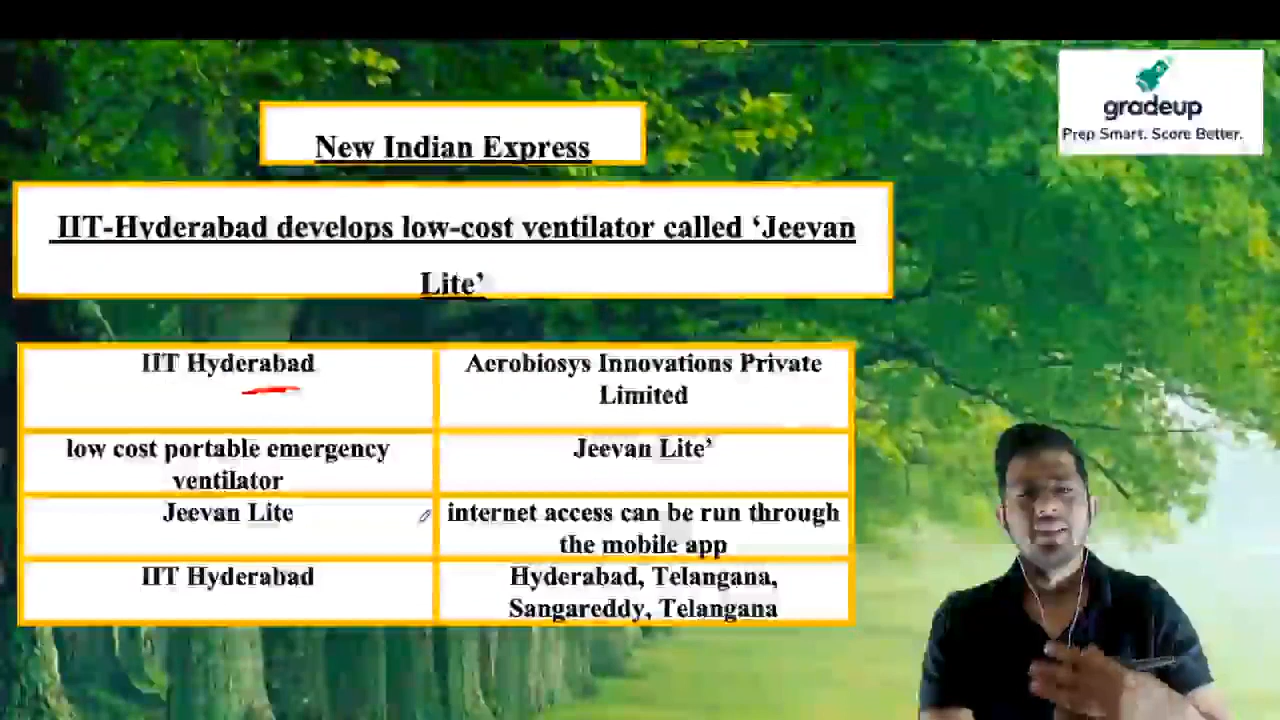 gradeup
Prep Smart. Score Better.
New Indian Express
IIT-Hyderabad develops low-cost ventilator called ‘Jeevan
Lite’
IIT Hyderabad
Aerobiosys Innovations Private
Limited
low cost portable emergency
ventilator
Jeevan Lite’
Jeevan Lite
internet access can be run through
the mobile app
IIT Hyderabad
Hyderabad, Telangana,
Sangareddy, Telangana